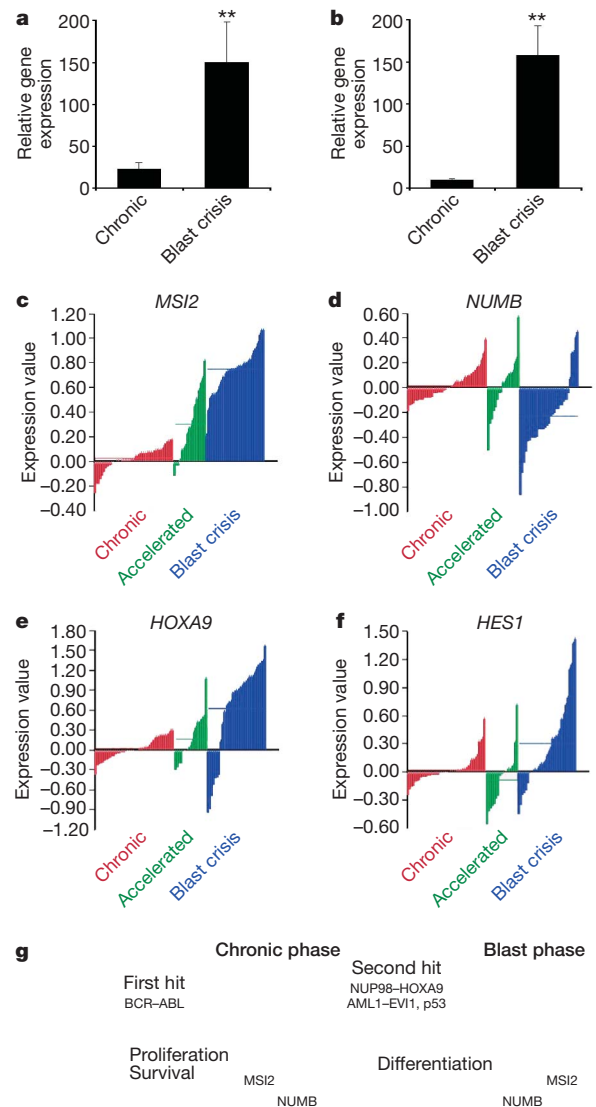 a
200
150
100
50
0
Relative gene
expression
**
Chronic
Blast crisis
b
200
150
100
50
0
Relative gene
expression
**
Chronic
Blast crisis
c
MSI2
1.20
1.00
0.80
0.60
0.40
0.20
0.00
−0.20
−0.40
Expression value
Chronic
Accelerated
Blast crisis
d
NUMB
0.60
0.40
0.20
0.00
−0.20
−0.40
−0.60
−0.80
−1.00
Expression value
Chronic
Accelerated
Blast crisis
e
HOXA9
1.80
1.50
1.20
0.90
0.60
0.30
0.00
−0.30
−0.60
−0.90
−1.20
Expression value
Chronic
Accelerated
Blast crisis
f
HES1
1.50
1.20
0.90
0.60
0.30
0.00
−0.30
−0.60
Expression value
Chronic
Accelerated
Blast crisis
g
Chronic phase
Blast phase
First hit
BCR–ABL
Second hit
NUP98–HOXA9
AML1–EVI1, p53
Proliferation
Survival
MSI2
NUMB
Differentiation
MSI2
NUMB